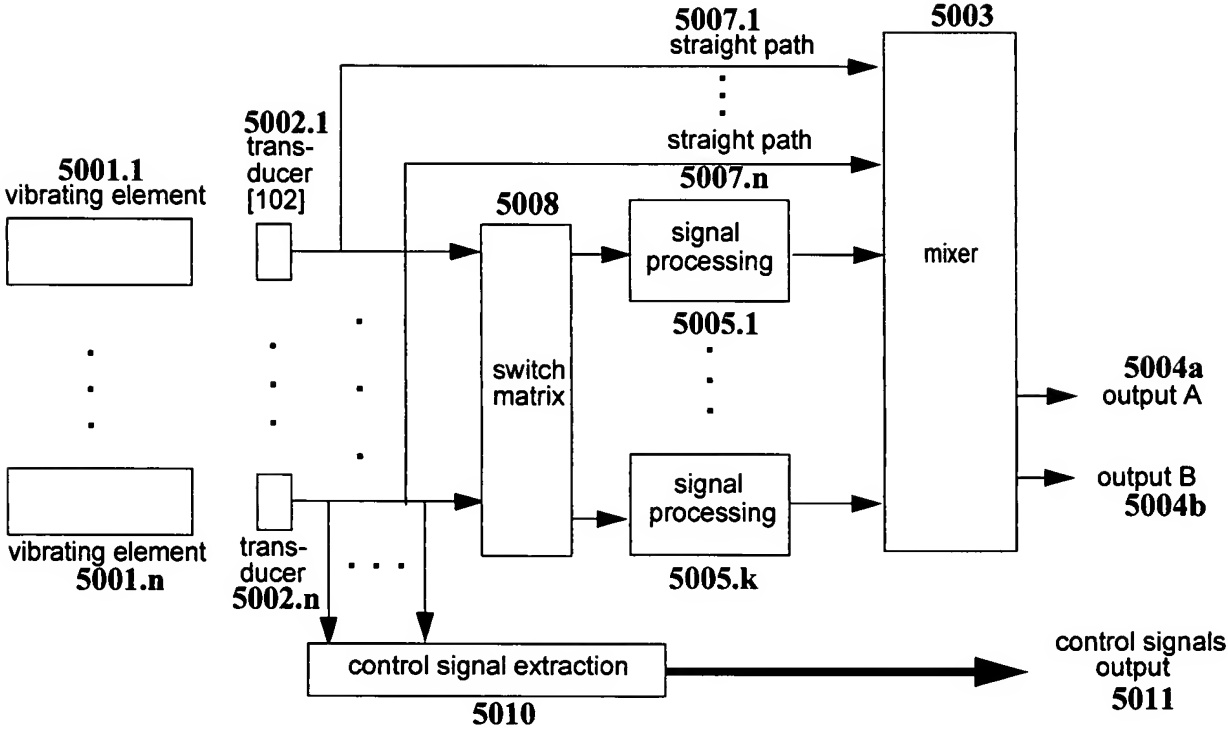 5007.1
straight path
5003
5002.1
trans-
ducer
[102]
straight path
5007.n
5001.1
vibrating element
5008
signal
processing
5005.1
mixer
switch
matrix
5004a
output A
output B
5004b
signal
processing
5005.k
vibrating element
5001.n
trans-
ducer
5002.n
control signal extraction
5010
control signals
output
5011